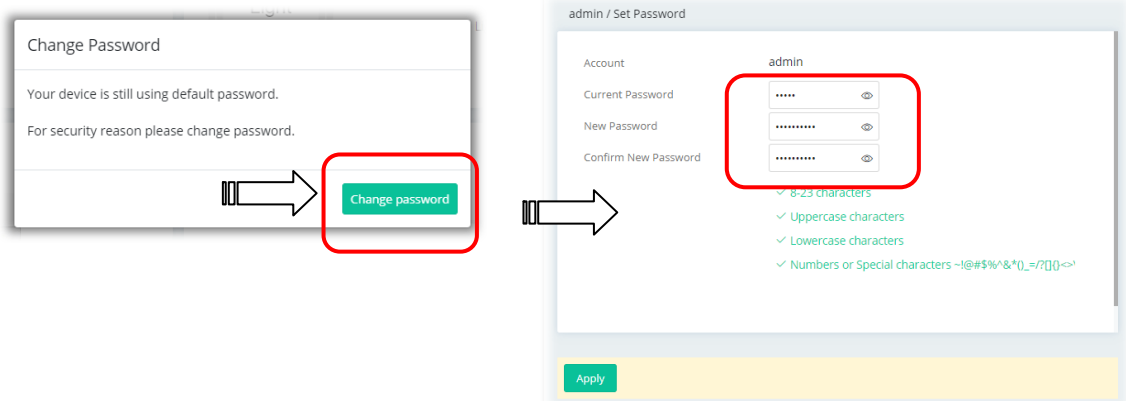 Change Password
Your device is still using default password.
For security reason please change password.
Change password
admin / Set Password
Account admin
Current Password •••••
New Password ••••••••••
Confirm New Password ••••••••••
8-23 characters
Uppercase characters
Lowercase characters
Numbers or Special characters ~!@#$%^&*()_=/?[]{}<>'
Apply